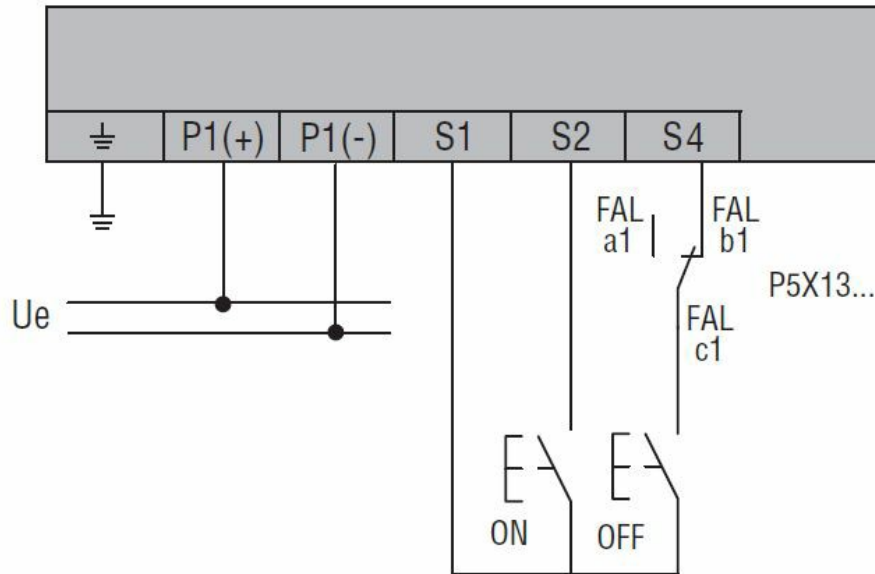 P1(+) P1(-) S1 S2 S4
FAL
a1
FAL
b1
P5X13...
Ue
FAL
c1
ON
OFF